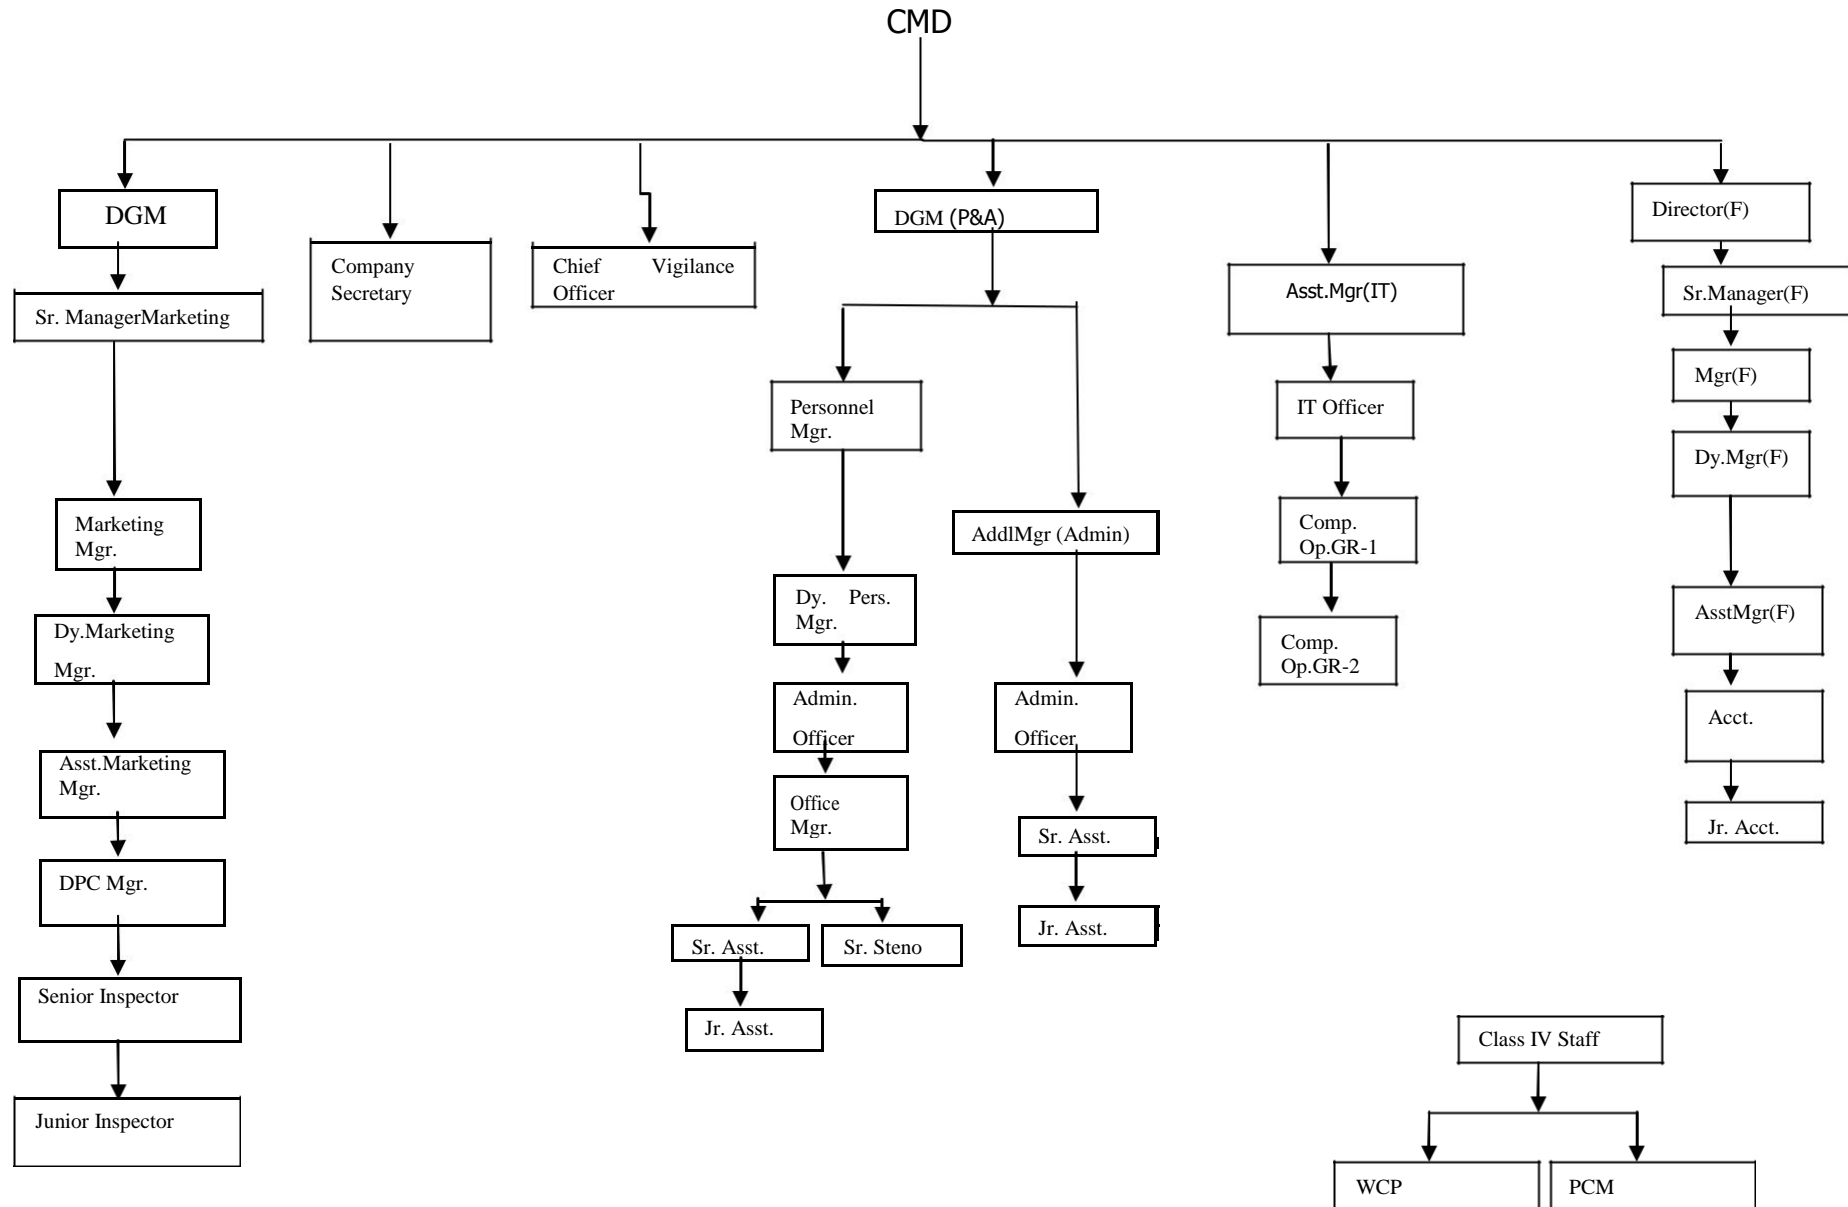 CMD
DGM
Sr. ManagerMarketing
Marketing
Mgr.
Dy.Marketing
Mgr.
Asst.Marketing
Mgr.
DPC Mgr.
Senior Inspector
Junior Inspector
Company
Secretary
Chief Vigilance
Officer
DGM (P&A)
Personnel
Mgr.
Dy. Pers.
Mgr.
Admin.
Officer
Office
Mgr.
Sr. Asst.
Sr. Steno
Jr. Asst.
AddlMgr (Admin)
Admin.
Officer
Sr. Asst.
Jr. Asst.
Asst.Mgr(IT)
IT Officer
Comp.
Op.GR-1
Comp.
Op.GR-2
Director(F)
Sr.Manager(F)
Mgr(F)
Dy.Mgr(F)
AsstMgr(F)
Acct.
Jr. Acct.
Class IV Staff
WCP
PCM